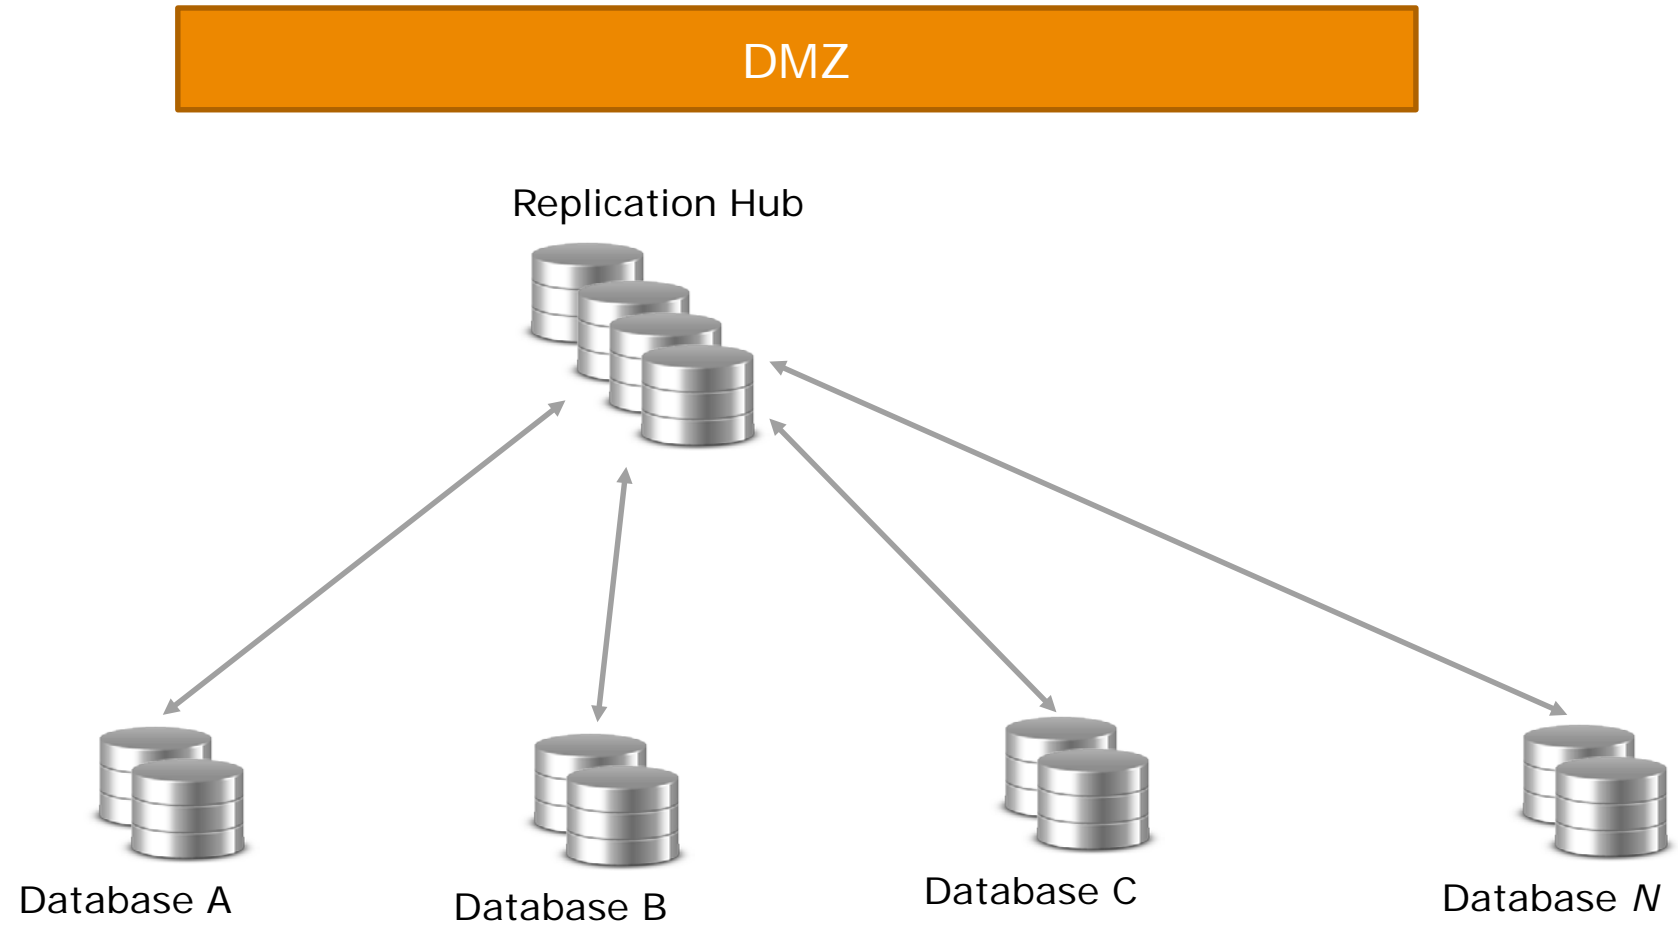 DMZ
Replication Hub
Database A
Database B
Database C
Database N